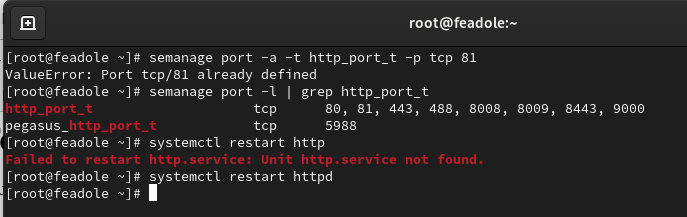 root@feadole:~
[root@feadole ~]# semanage port -a -t http_port_t -p tcp 81
ValueError: Port tcp/81 already defined
[root@feadole ~]# semanage port -l | grep http_port_t
http_port_t                    tcp      80, 81, 443, 488, 8008, 8009, 8443, 9000
pegasus_http_port_t            tcp      5988
[root@feadole ~]# systemctl restart http
Failed to restart http.service: Unit http.service not found.
[root@feadole ~]# systemctl restart httpd
[root@feadole ~]#